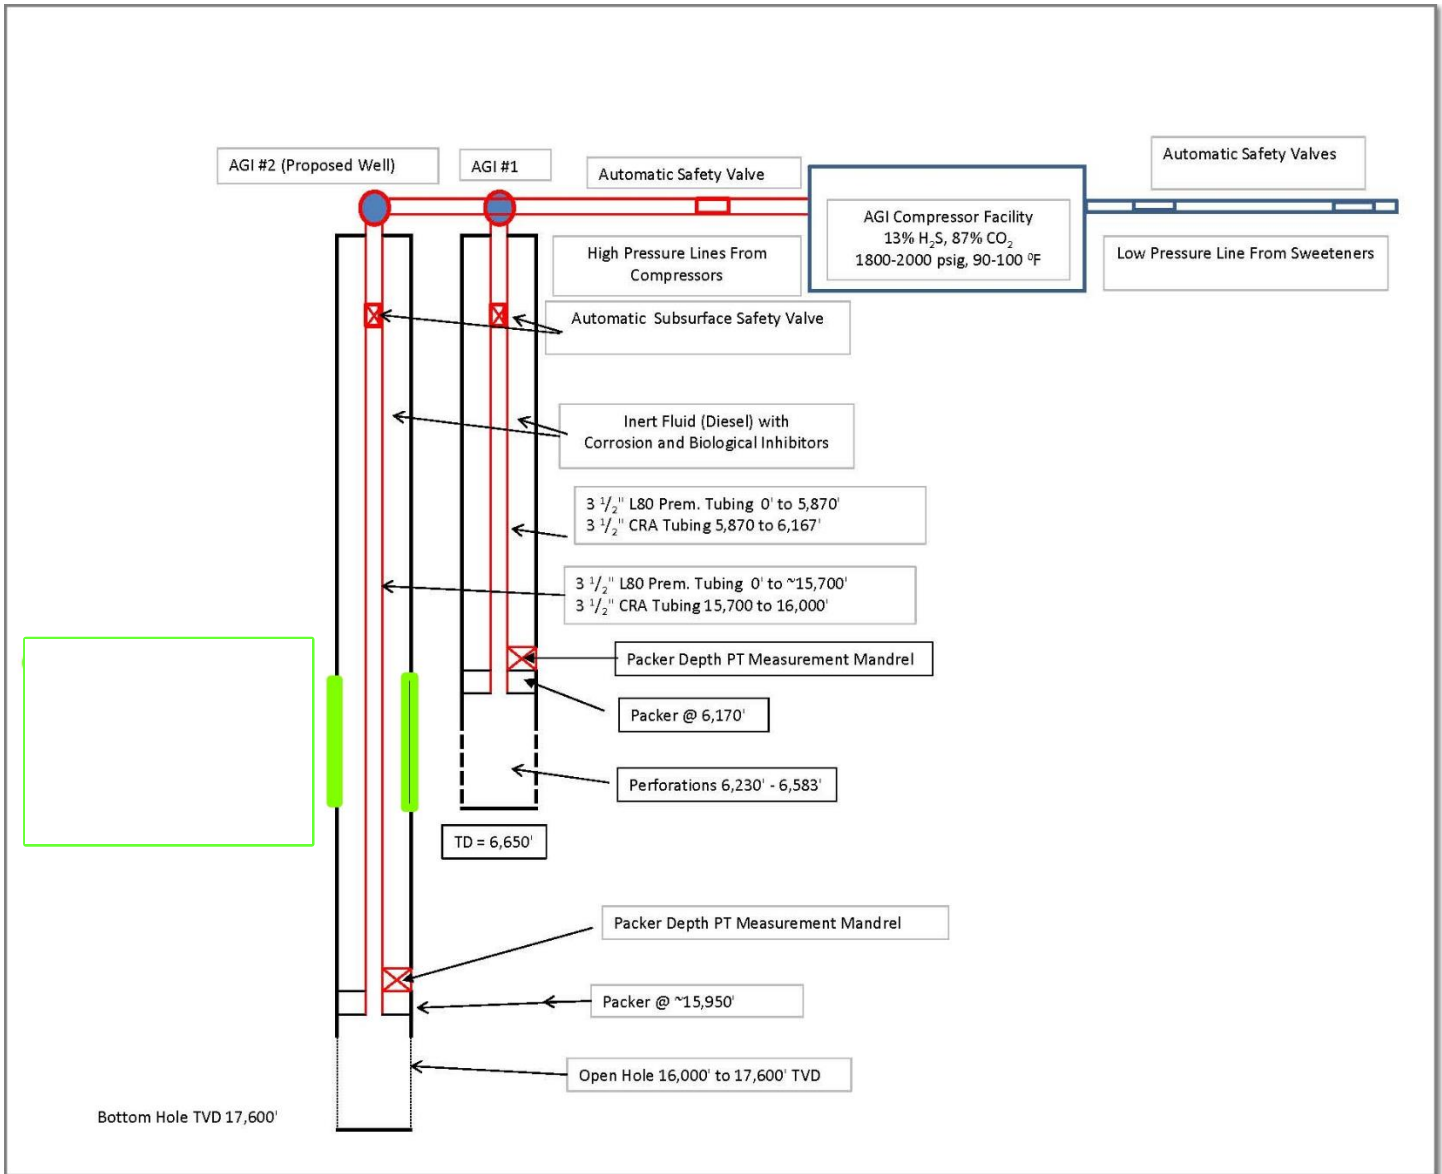 AGI #2 (Proposed Well)
AGI #1
Automatic Safety Valve
Automatic Safety Valves
AGI Compressor Facility
13% H₂S, 87% CO₂
1800-2000 psig, 90-100 ⁰F
High Pressure Lines From
Compressors
Low Pressure Line From Sweeteners
Automatic Subsurface Safety Valve
Inert Fluid (Diesel) with
Corrosion and Biological Inhibitors
3 ¹/₂" L80 Prem. Tubing 0' to 5,870'
3 ¹/₂" CRA Tubing 5,870 to 6,167'
3 ¹/₂" L80 Prem. Tubing 0' to ~15,700'
3 ¹/₂" CRA Tubing 15,700 to 16,000'
Packer Depth PT Measurement Mandrel
Packer @ 6,170'
Perforations 6,230' - 6,583'
TD = 6,650'
Packer Depth PT Measurement Mandrel
Packer @ ~15,950'
Open Hole 16,000' to 17,600' TVD
Bottom Hole TVD 17,600'